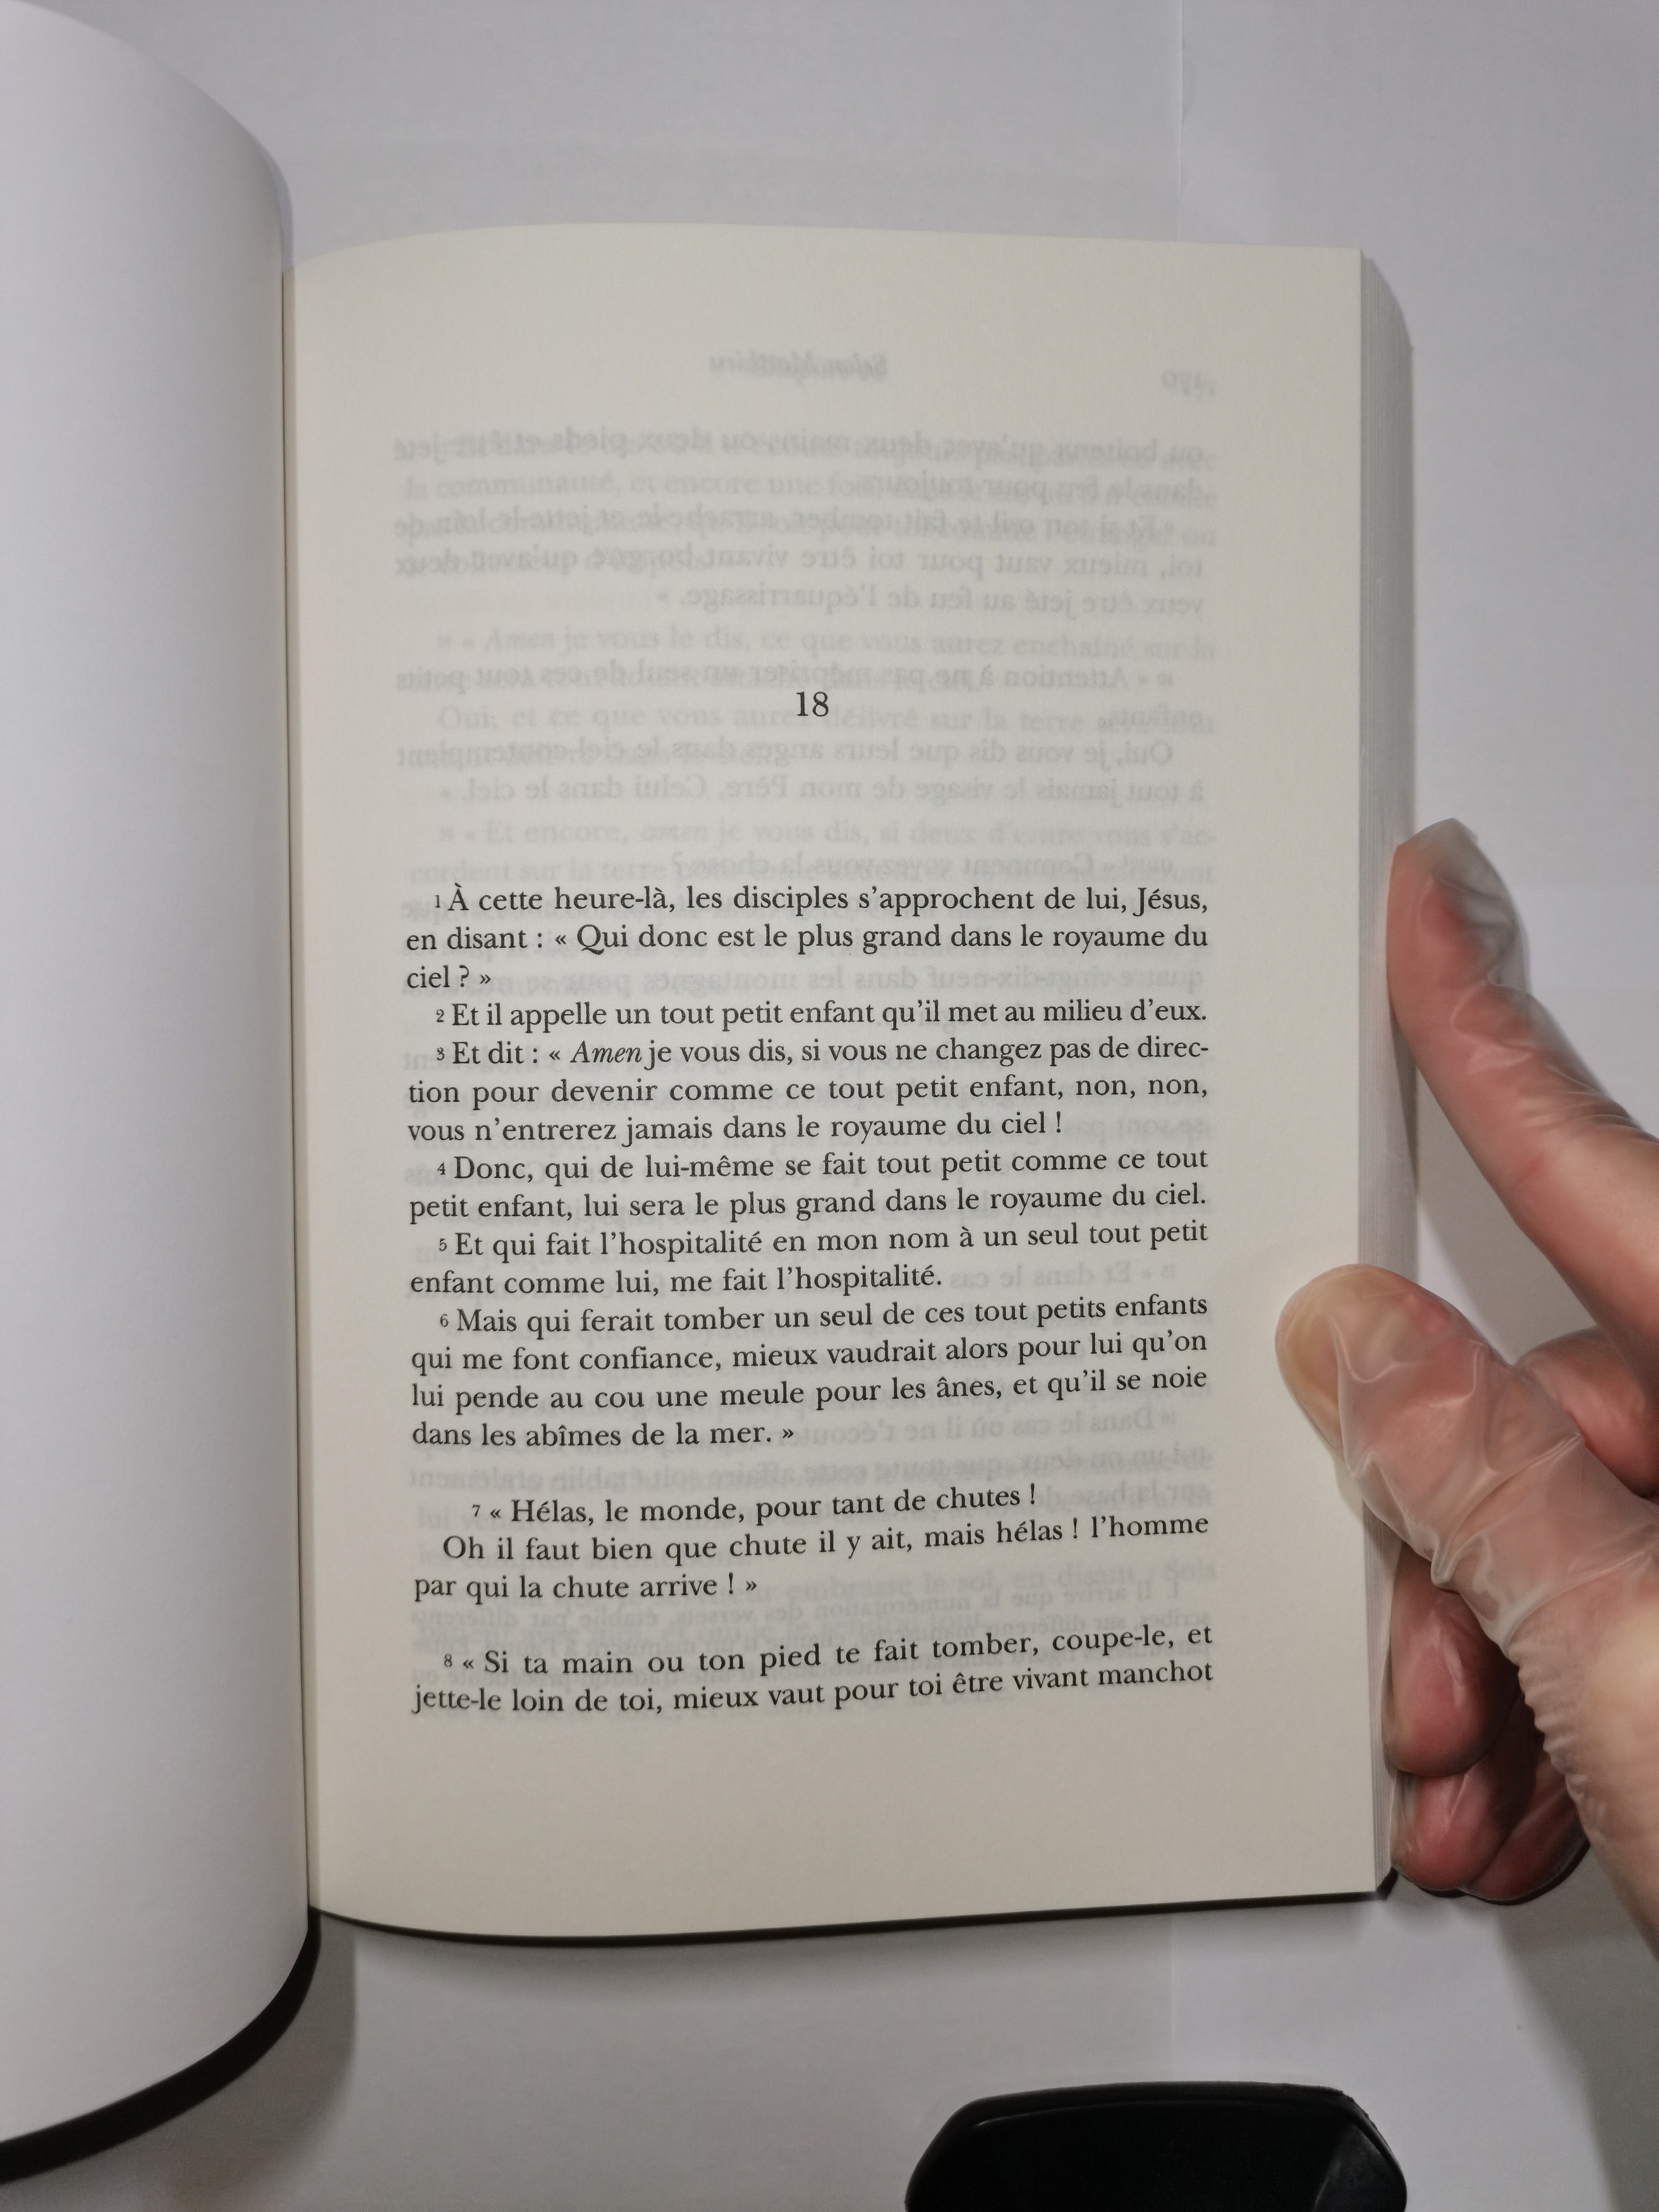 18
1 À cette heure-là, les disciples s'approchent de lui, Jésus,
en disant : « Qui donc est le plus grand dans le royaume du
ciel ? »
2 Et il appelle un tout petit enfant qu'il met au milieu d'eux.
3 Et dit : « Amen je vous dis, si vous ne changez pas de direc-
tion pour devenir comme ce tout petit enfant, non, non,
vous n'entrerez jamais dans le royaume du ciel !
4 Donc, qui de lui-même se fait tout petit comme ce tout
petit enfant, lui sera le plus grand dans le royaume du ciel.
5 Et qui fait l'hospitalité en mon nom à un seul tout petit
enfant comme lui, me fait l'hospitalité.
6 Mais qui ferait tomber un seul de ces tout petits enfants
qui me font confiance, mieux vaudrait alors pour lui qu'on
lui pende au cou une meule pour les ânes, et qu'il se noie
dans les abîmes de la mer. »
7 « Hélas, le monde, pour tant de chutes !
Oh il faut bien que chute il y ait, mais hélas ! l'homme
par qui la chute arrive ! »
8 « Si ta main ou ton pied te fait tomber, coupe-le, et
jette-le loin de toi, mieux vaut pour toi être vivant manchot